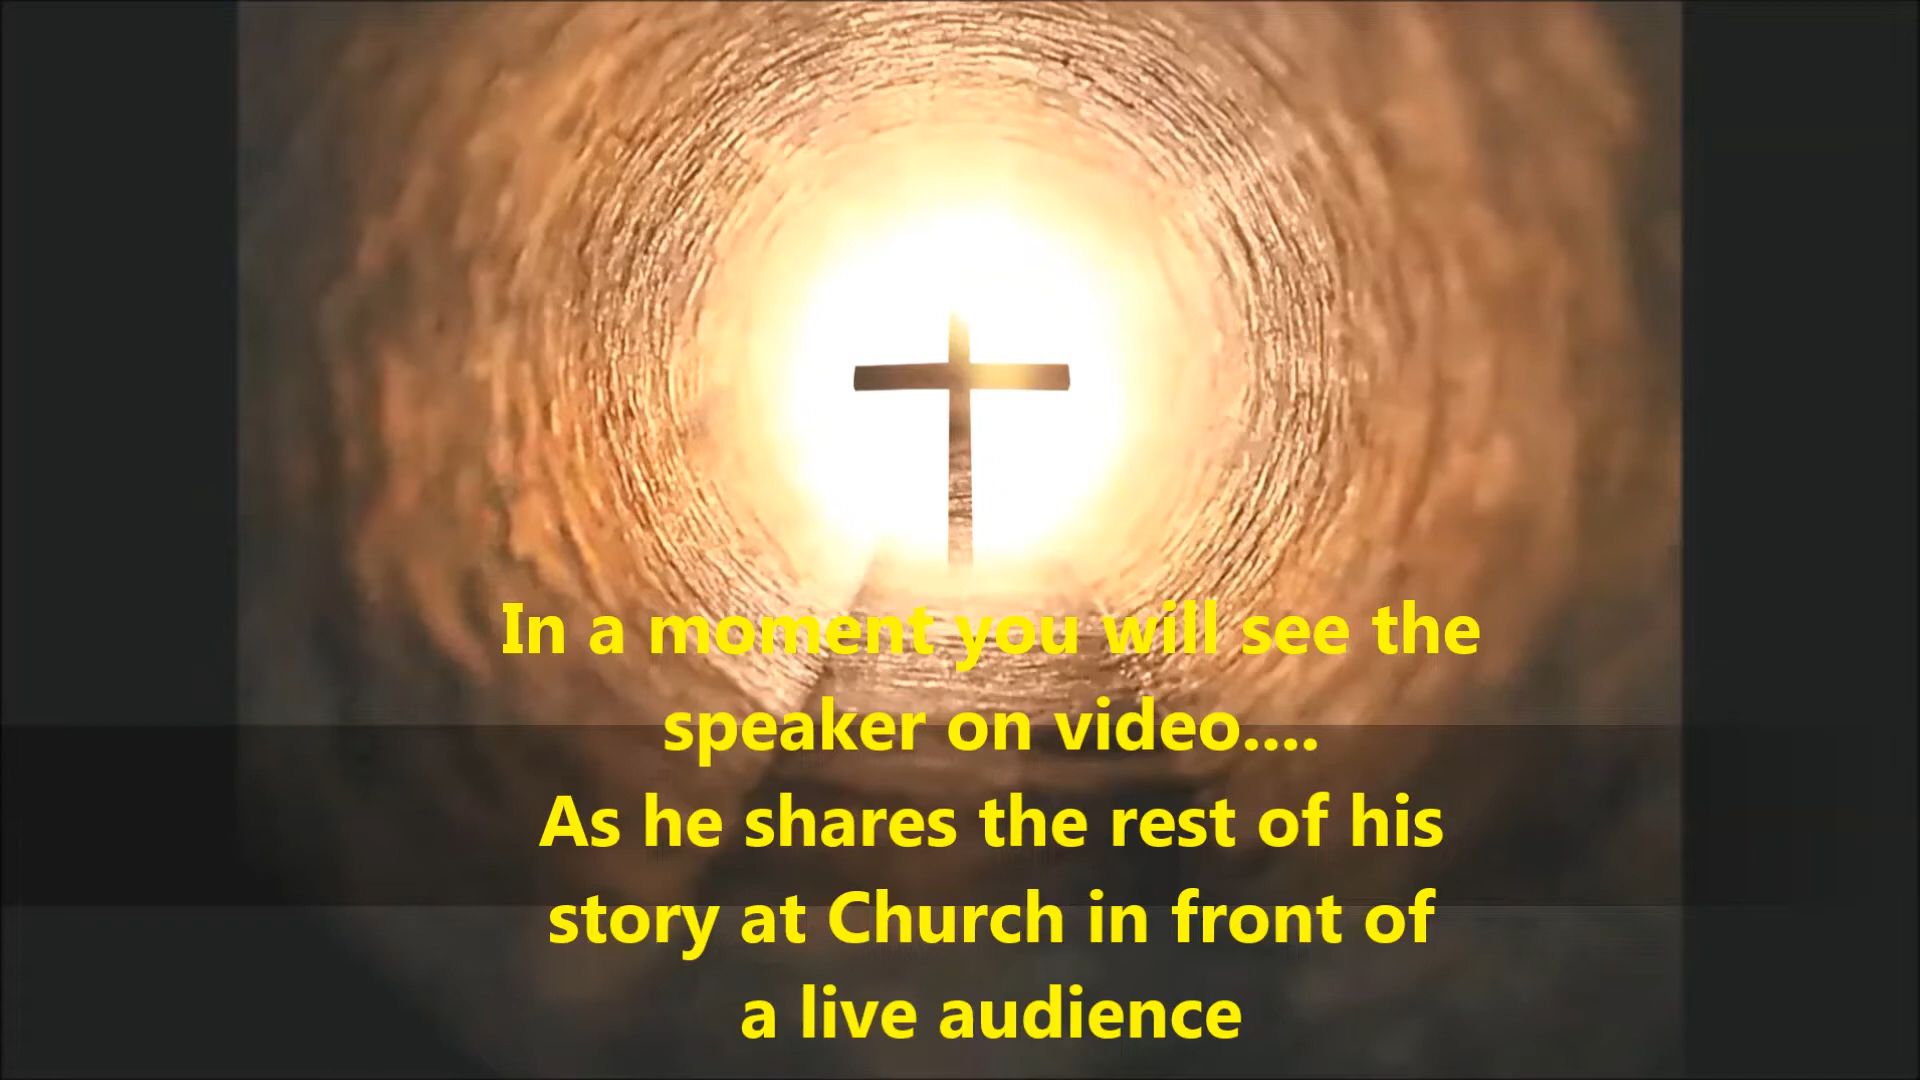 In a moment you will see the
speaker on video....
As he shares the rest of his
story at Church in front of
a live audience